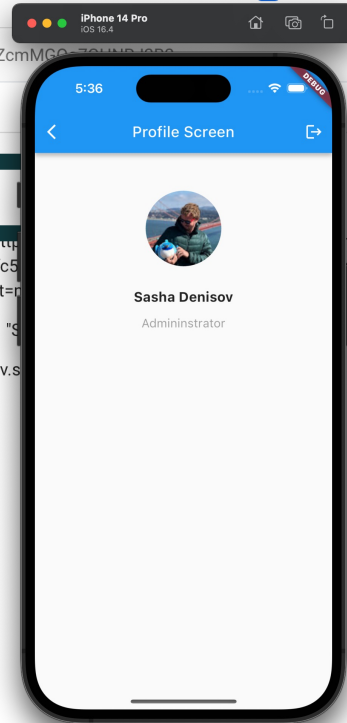 iPhone 14 Pro
iOS 16.4
5:36
DEBUG
Profile Screen
Sasha Denisov
Admininstrator